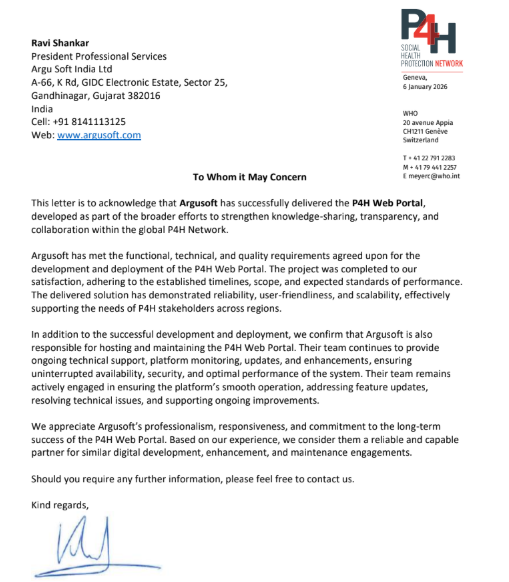 P4H
SOCIAL
HEALTH
PROTECTION NETWORK
Geneva,
6 January 2026
WHO
20 avenue Appia
CH1211 Genève
Switzerland
T + 41 22 791 2283
M + 41 79 441 2257
E meyerc@who.int
Ravi Shankar
President Professional Services
Argu Soft India Ltd
A-66, K Rd, GIDC Electronic Estate, Sector 25,
Gandhinagar, Gujarat 382016
India
Cell: +91 8141113125
Web: www.argusoft.com
To Whom it May Concern
This letter is to acknowledge that Argusoft has successfully delivered the P4H Web Portal,
developed as part of the broader efforts to strengthen knowledge-sharing, transparency, and
collaboration within the global P4H Network.
Argusoft has met the functional, technical, and quality requirements agreed upon for the
development and deployment of the P4H Web Portal. The project was completed to our
satisfaction, adhering to the established timelines, scope, and expected standards of performance.
The delivered solution has demonstrated reliability, user-friendliness, and scalability, effectively
supporting the needs of P4H stakeholders across regions.
In addition to the successful development and deployment, we confirm that Argusoft is also
responsible for hosting and maintaining the P4H Web Portal. Their team continues to provide
ongoing technical support, platform monitoring, updates, and enhancements, ensuring
uninterrupted availability, security, and optimal performance of the system. Their team remains
actively engaged in ensuring the platform's smooth operation, addressing feature updates,
resolving technical issues, and supporting ongoing improvements.
We appreciate Argusoft's professionalism, responsiveness, and commitment to the long-term
success of the P4H Web Portal. Based on our experience, we consider them a reliable and capable
partner for similar digital development, enhancement, and maintenance engagements.
Should you require any further information, please feel free to contact us.
Kind regards,